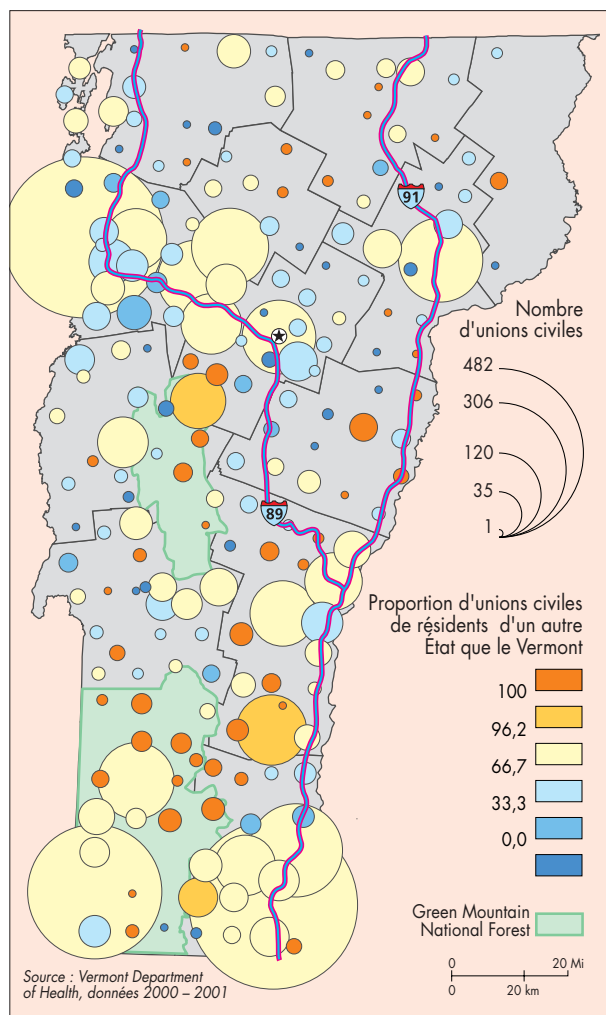 91
Nombre
d'unions civiles
482
306
120
35
1
89
Proportion d'unions civiles
de résidents d'un autre
État que le Vermont
100
96,2
66,7
33,3
0,0
Green Mountain
National Forest
0 20 Mi
0 20 km
Source : Vermont Department
of Health, données 2000 – 2001